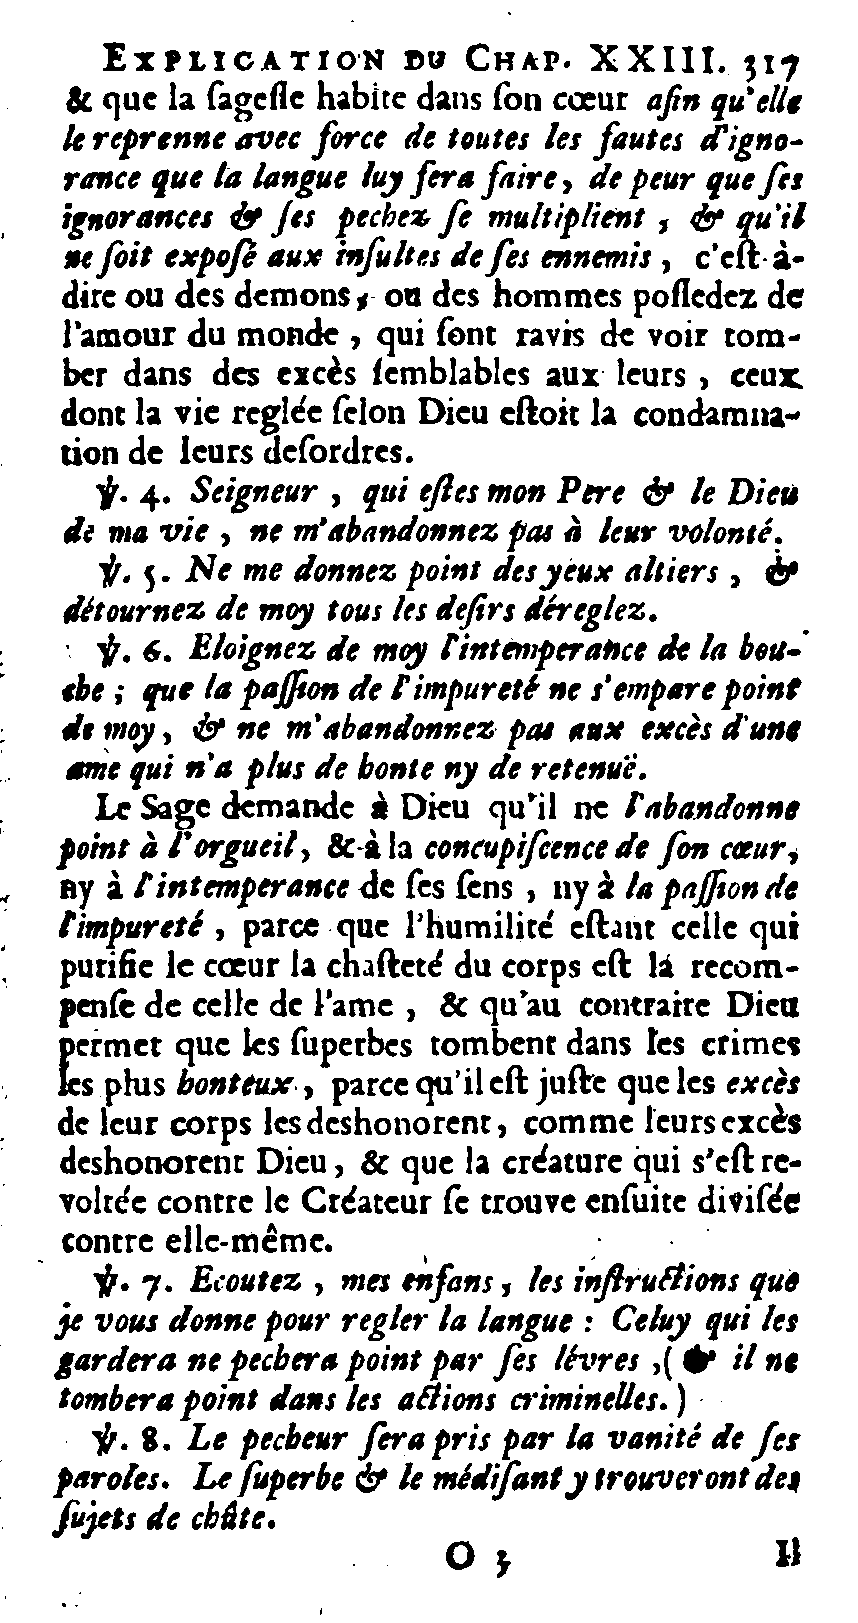 EXPLICATION DU CHAP. XXIII. 317
& que la ſageſſe habite dans ſon cœur afin qu'elle
le reprenne avec force de toutes les fautes d'igno-
rance que la langue luy fera faire, de peur que ſes
ignorances & ſes pechez ſe multiplient, & qu'il
ne ſoit expoſé aux inſultes de ſes ennemis, c'eſt-à-
dire ou des demons, ou des hommes poſſedez de
l'amour du monde, qui ſont ravis de voir tom-
ber dans des excès ſemblables aux leurs, ceux
dont la vie reglée ſelon Dieu eſtoit la condamna-
tion de leurs deſordres.
℣. 4. Seigneur, qui eſtes mon Pere & le Dieu
de ma vie, ne m'abandonnez pas à leur volonté.
℣. 5. Ne me donnez point des yeux altiers, &
détournez de moy tous les deſirs déreglez.
℣. 6. Eloignez de moy l'intemperance de la bou-
che; que la paſſion de l'impureté ne s'empare point
de moy, & ne m'abandonnez pas aux excès d'une
ame qui n'a plus de honte ny de retenuë.
Le Sage demande à Dieu qu'il ne l'abandonne
point à l'orgueil, & à la concupiſcence de ſon cœur,
ny à l'intemperance de ſes ſens, ny à la paſſion de
l'impureté, parce que l'humilité eſtant celle qui
purifie le cœur la chaſteté du corps eſt la recom-
penſe de celle de l'ame, & qu'au contraire Dieu
permet que les ſuperbes tombent dans les crimes
les plus honteux, parce qu'il eſt juſte que les excès
de leur corps les deshonorent, comme leurs excès
deshonorent Dieu, & que la créature qui s'eſt re-
voltée contre le Créateur ſe trouve enſuite diviſée
contre elle-même.
℣. 7. Ecoutez, mes enfans, les inſtructions que
je vous donne pour regler la langue : Celuy qui les
gardera ne pechera point par ſes lévres, (& il ne
tombera point dans les actions criminelles.)
℣. 8. Le pecheur ſera pris par la vanité de ſes
paroles. Le ſuperbe & le médiſant y trouveront des
ſujets de chûte.
O 3 Il